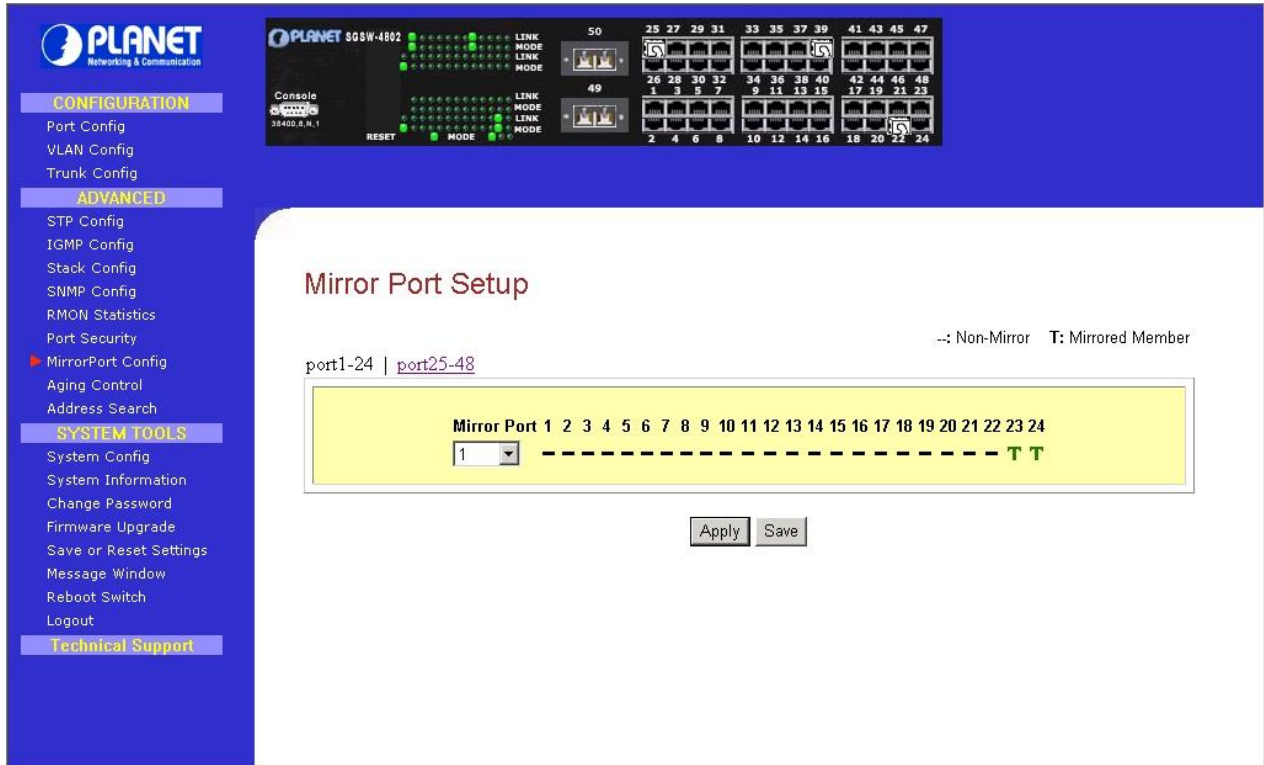 PLANET
Networking & Communication
CONFIGURATION
Port Config
VLAN Config
Trunk Config
ADVANCED
STP Config
IGMP Config
Stack Config
SNMP Config
RMON Statistics
Port Security
MirrorPort Config
Aging Control
Address Search
SYSTEM TOOLS
System Config
System Information
Change Password
Firmware Upgrade
Save or Reset Settings
Message Window
Reboot Switch
Logout
Technical Support
PLANET SGSW-4802
LINK
MODE
LINK
MODE
Console
38400,8,N,1
LINK
MODE
LINK
MODE
RESET MODE
50
49
25 27 29 31 33 35 37 39 41 43 45 47
26 28 30 32 34 36 38 40 42 44 46 48
1 3 5 7 9 11 13 15 17 19 21 23
2 4 6 8 10 12 14 16 18 20 22 24
Mirror Port Setup
--: Non-Mirror T: Mirrored Member
port1-24 | port25-48
Mirror Port 1 2 3 4 5 6 7 8 9 10 11 12 13 14 15 16 17 18 19 20 21 22 23 24
1 – – – – – – – – – – – – – – – – – – – – – – T T
Apply Save